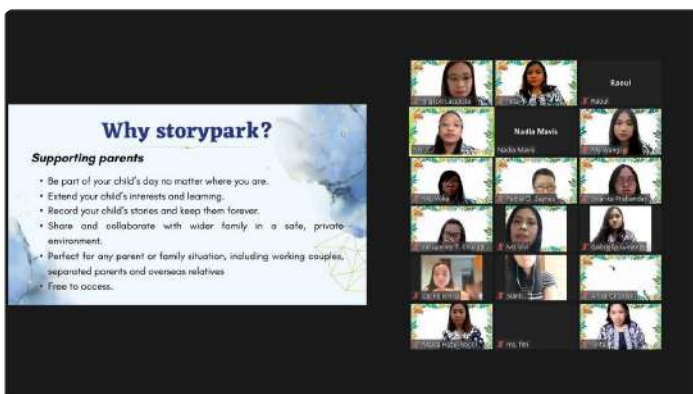 Why storypark?
Supporting parents
• Be part of your child's day no matter where you are.
• Extend your child's interests and learning.
• Record your child's stories and keep them forever.
• Share and collaborate with wider family in a safe, private
environment.
• Perfect for any parent or family situation, including working couples,
separated parents and overseas relatives
• Free to access.
Raoul
Raoul
Nadia Mavis
Nadia Mavis